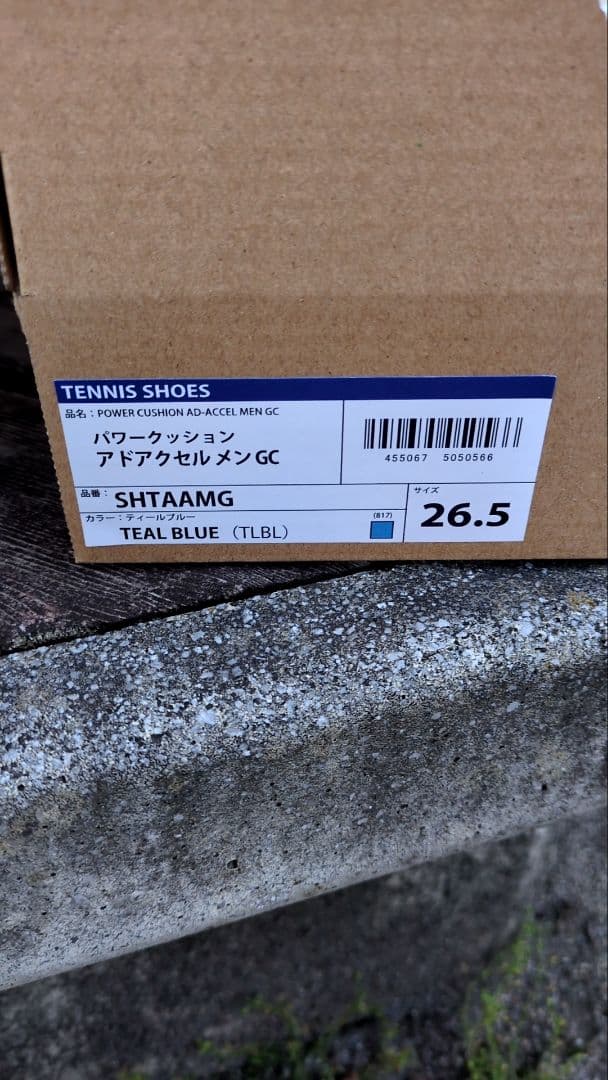 TENNIS SHOES
品名：POWER CUSHION AD-ACCEL MEN GC
パワークッション
アドアクセル メン GC
455067 5050566
品番：
SHTAAMG
カラー：ティールブルー
(817)
TEAL BLUE （TLBL）
サイズ
26.5